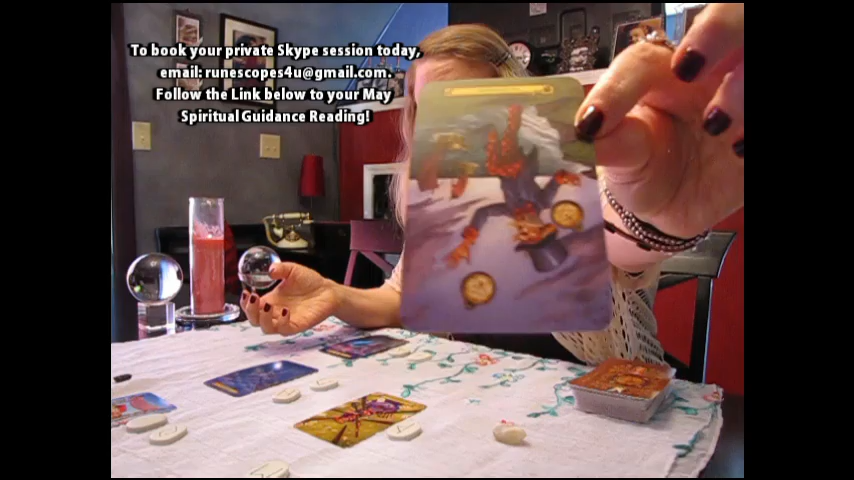 To book your private Skype session today,
email: runescopes4u@gmail.com.
Follow the Link below to your May
Spiritual Guidance Reading!